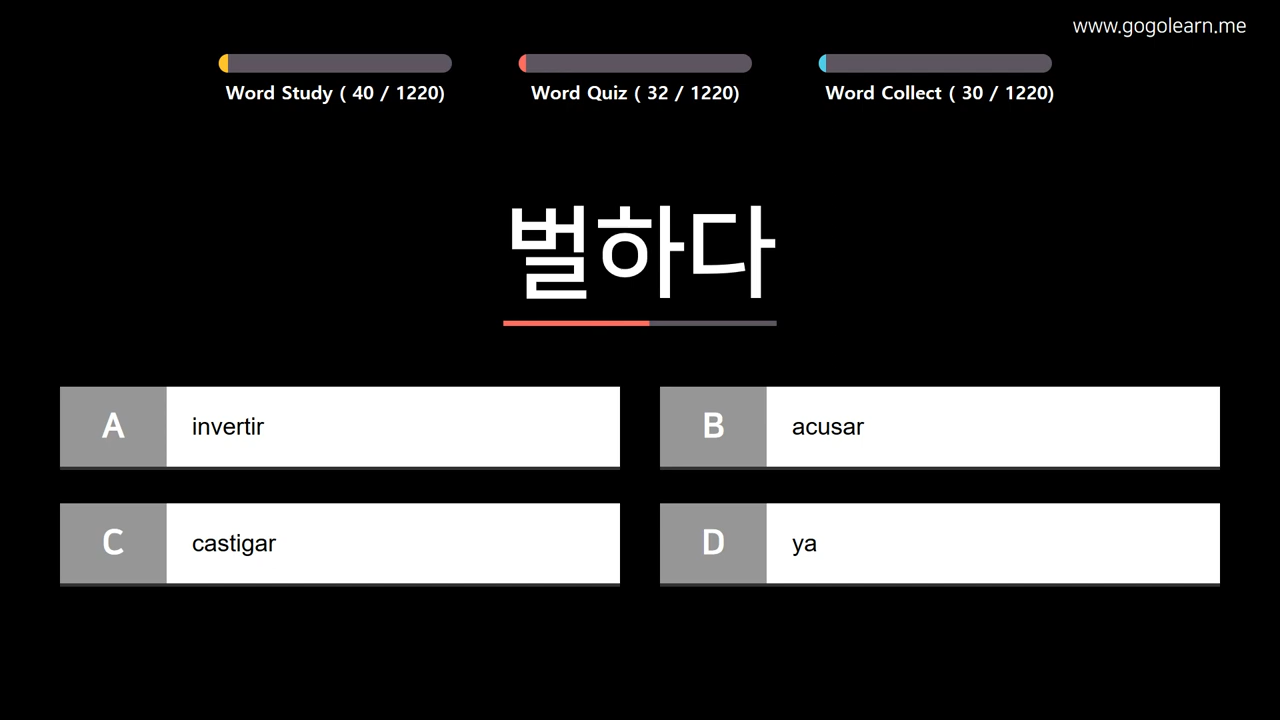 www.gogolearn.me
Word Study ( 40 / 1220)
Word Quiz ( 32 / 1220)
Word Collect ( 30 / 1220)
벌하다
A invertir
B acusar
C castigar
D ya